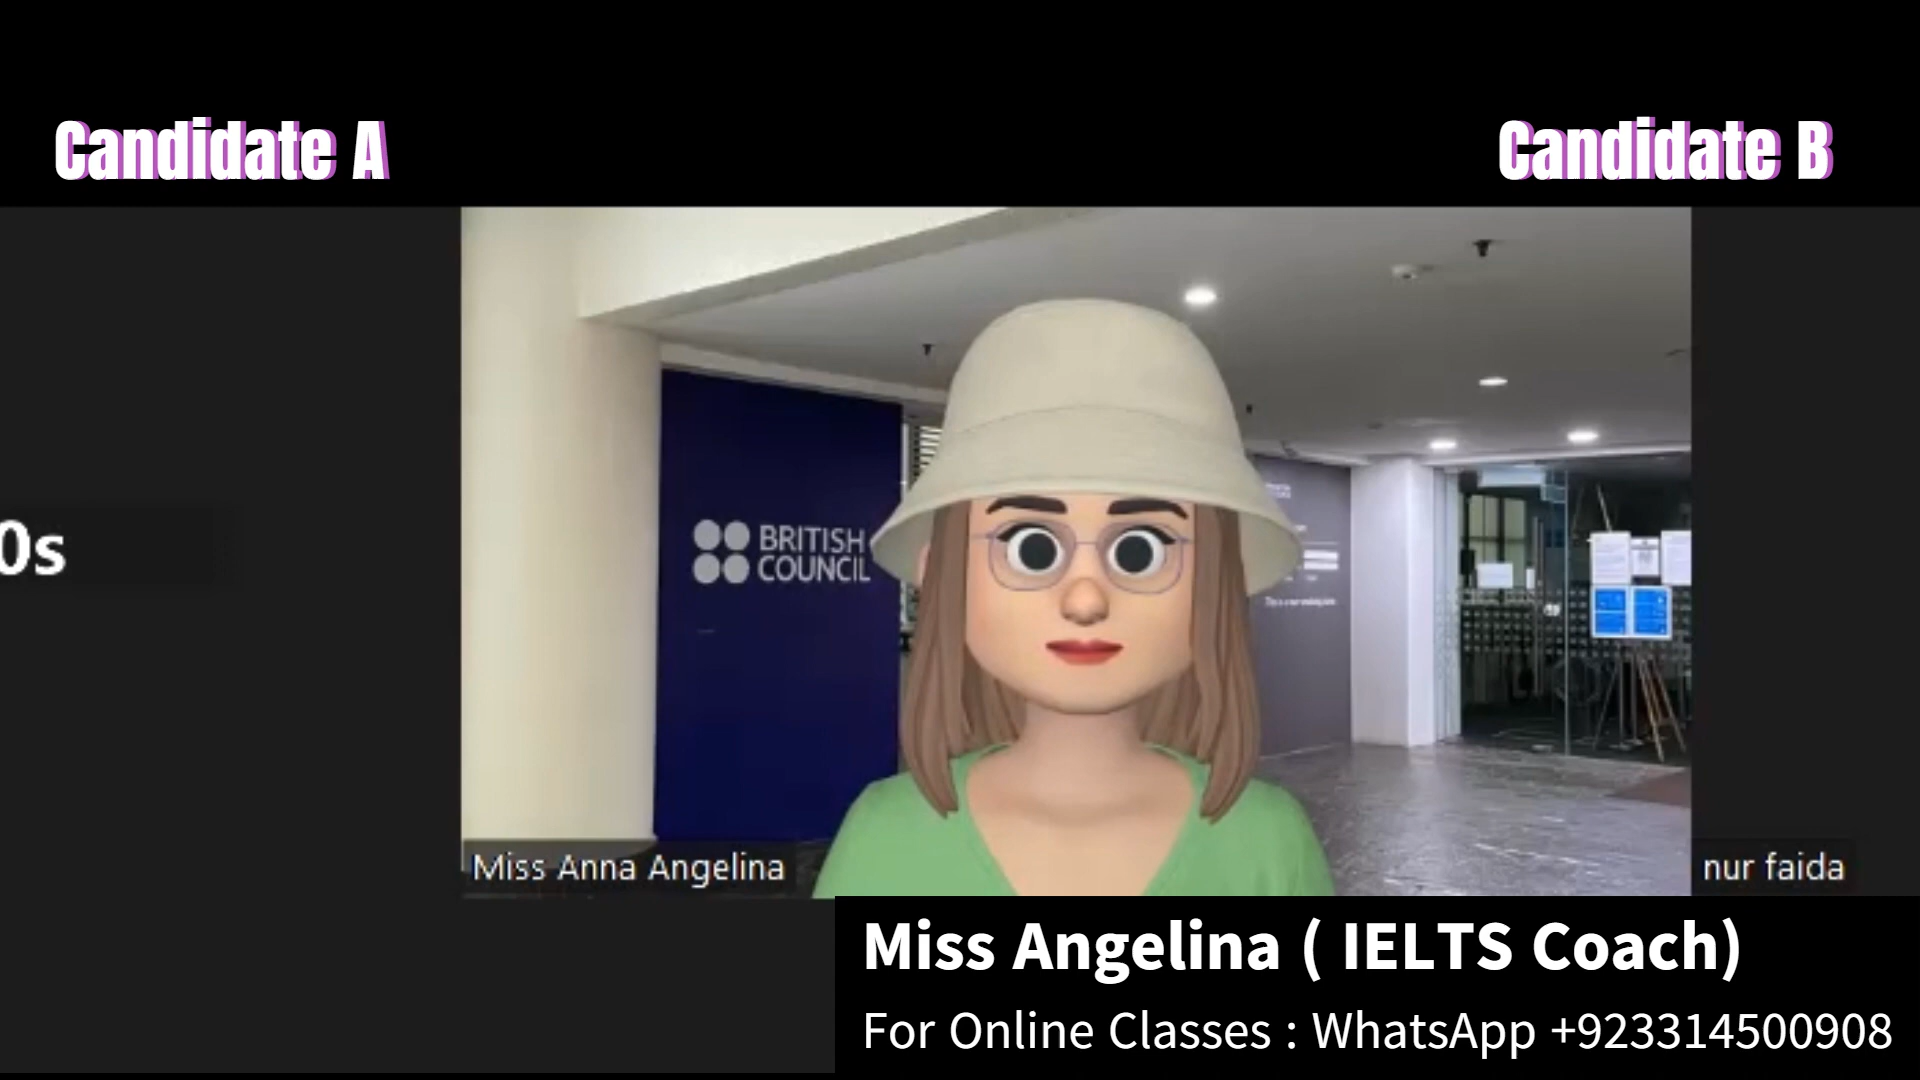 Candidate A
Candidate B
0s
BRITISH
COUNCIL
Miss Anna Angelina
nur faida
Miss Angelina ( IELTS Coach)
For Online Classes : WhatsApp +923314500908